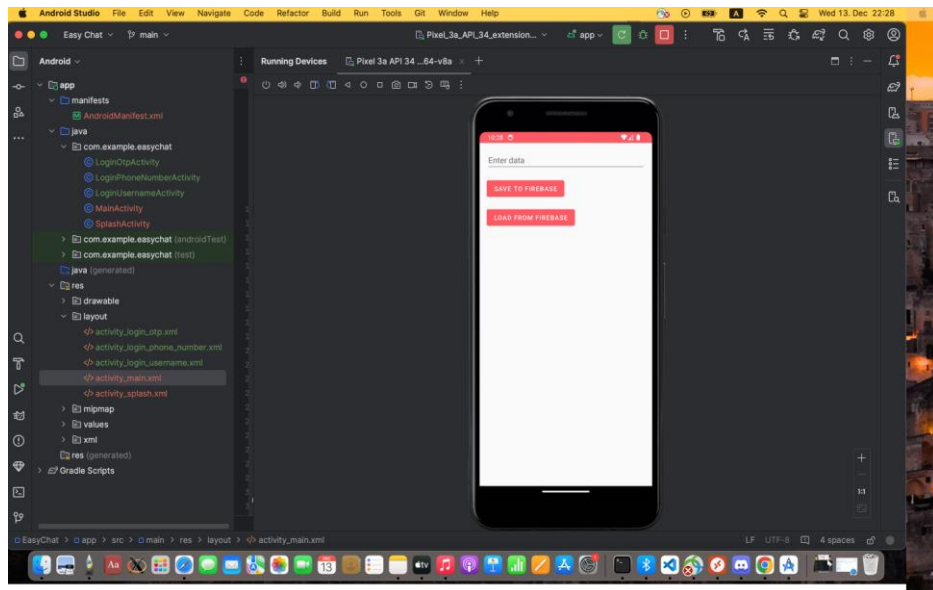 Android Studio File Edit View Navigate Code Refactor Build Run Tools Git Window Help A Wed 13. Dec 22:28
Easy Chat main Pixel_3a_API_34_extension... app
Android Running Devices Pixel 3a API 34 ...64-v8a
app
manifests
AndroidManifest.xml
java
com.example.easychat
LoginOtpActivity
LoginPhoneNumberActivity
LoginUsernameActivity
MainActivity
SplashActivity
com.example.easychat (androidTest)
com.example.easychat (test)
java (generated)
res
drawable
layout
activity_login_otp.xml
activity_login_phone_number.xml
activity_login_username.xml
activity_main.xml
activity_splash.xml
mipmap
values
xml
res (generated)
Gradle Scripts
10:28
Enter data
SAVE TO FIREBASE
LOAD FROM FIREBASE
1:1
EasyChat > app > src > main > res > layout > activity_main.xml LF UTF-8 4 spaces
13
tv